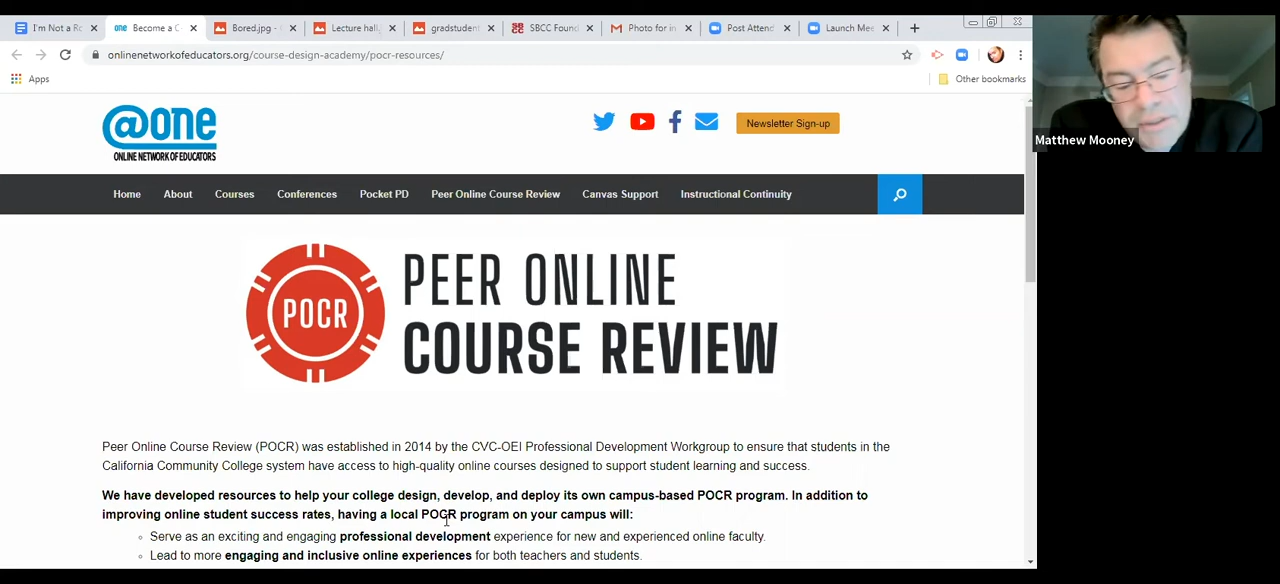 I'm Not a Ro
Become a C
Bored.jpg - G
Lecture hall.
gradstudent
SBCC Found
Photo for in
Post Attend
Launch Mee
onlinenetworkofeducators.org/course-design-academy/pocr-resources/
Apps
Other bookmarks
@one
ONLINE NETWORK OF EDUCATORS
Newsletter Sign-up
Home
About
Courses
Conferences
Pocket PD
Peer Online Course Review
Canvas Support
Instructional Continuity
POCR
PEER ONLINE
COURSE REVIEW
Peer Online Course Review (POCR) was established in 2014 by the CVC-OEI Professional Development Workgroup to ensure that students in the
California Community College system have access to high-quality online courses designed to support student learning and success.
We have developed resources to help your college design, develop, and deploy its own campus-based POCR program. In addition to
improving online student success rates, having a local POCR program on your campus will:
Serve as an exciting and engaging professional development experience for new and experienced online faculty.
Lead to more engaging and inclusive online experiences for both teachers and students.
Matthew Mooney